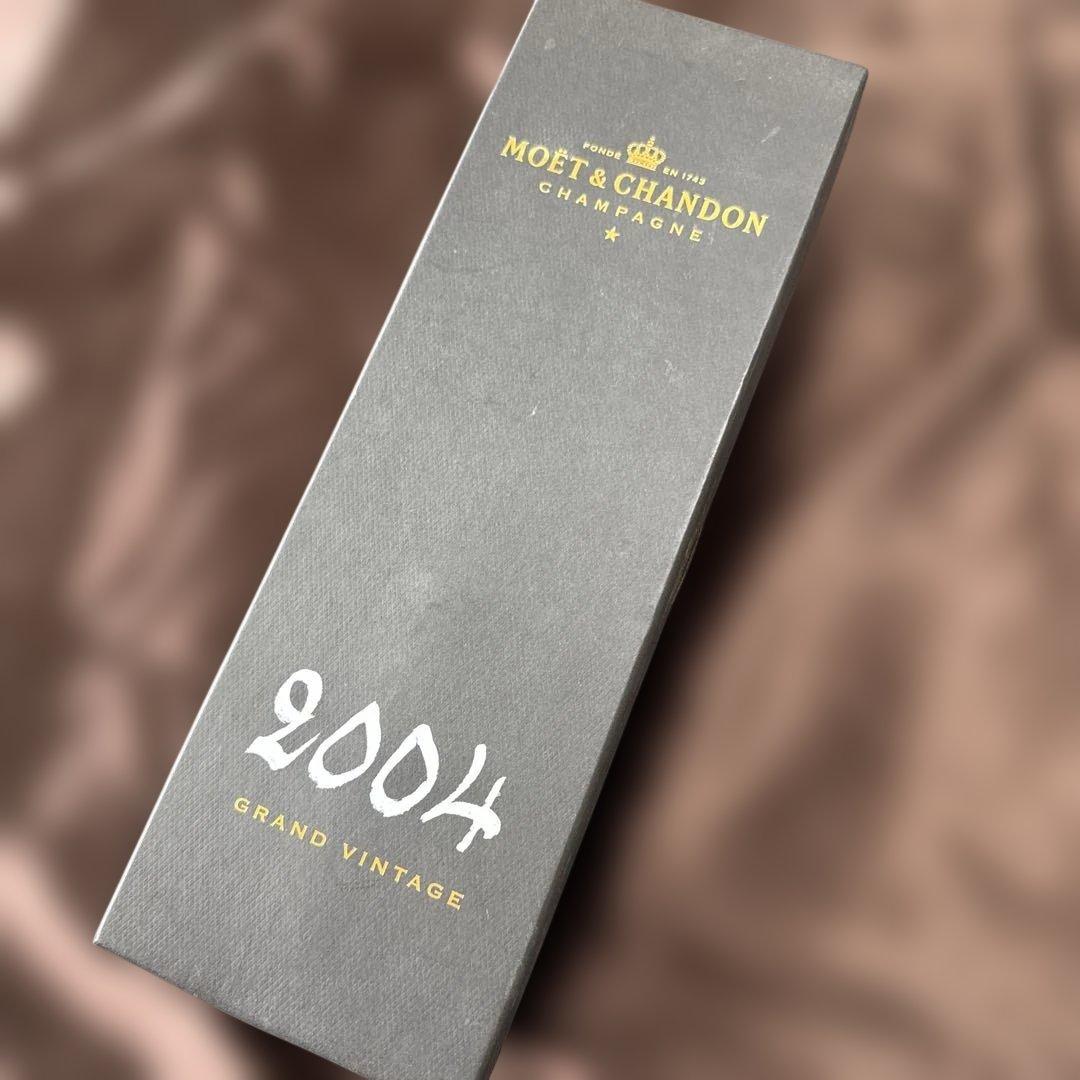 FONDÉ EN 1743
MOËT & CHANDON
CHAMPAGNE
2004
GRAND VINTAGE